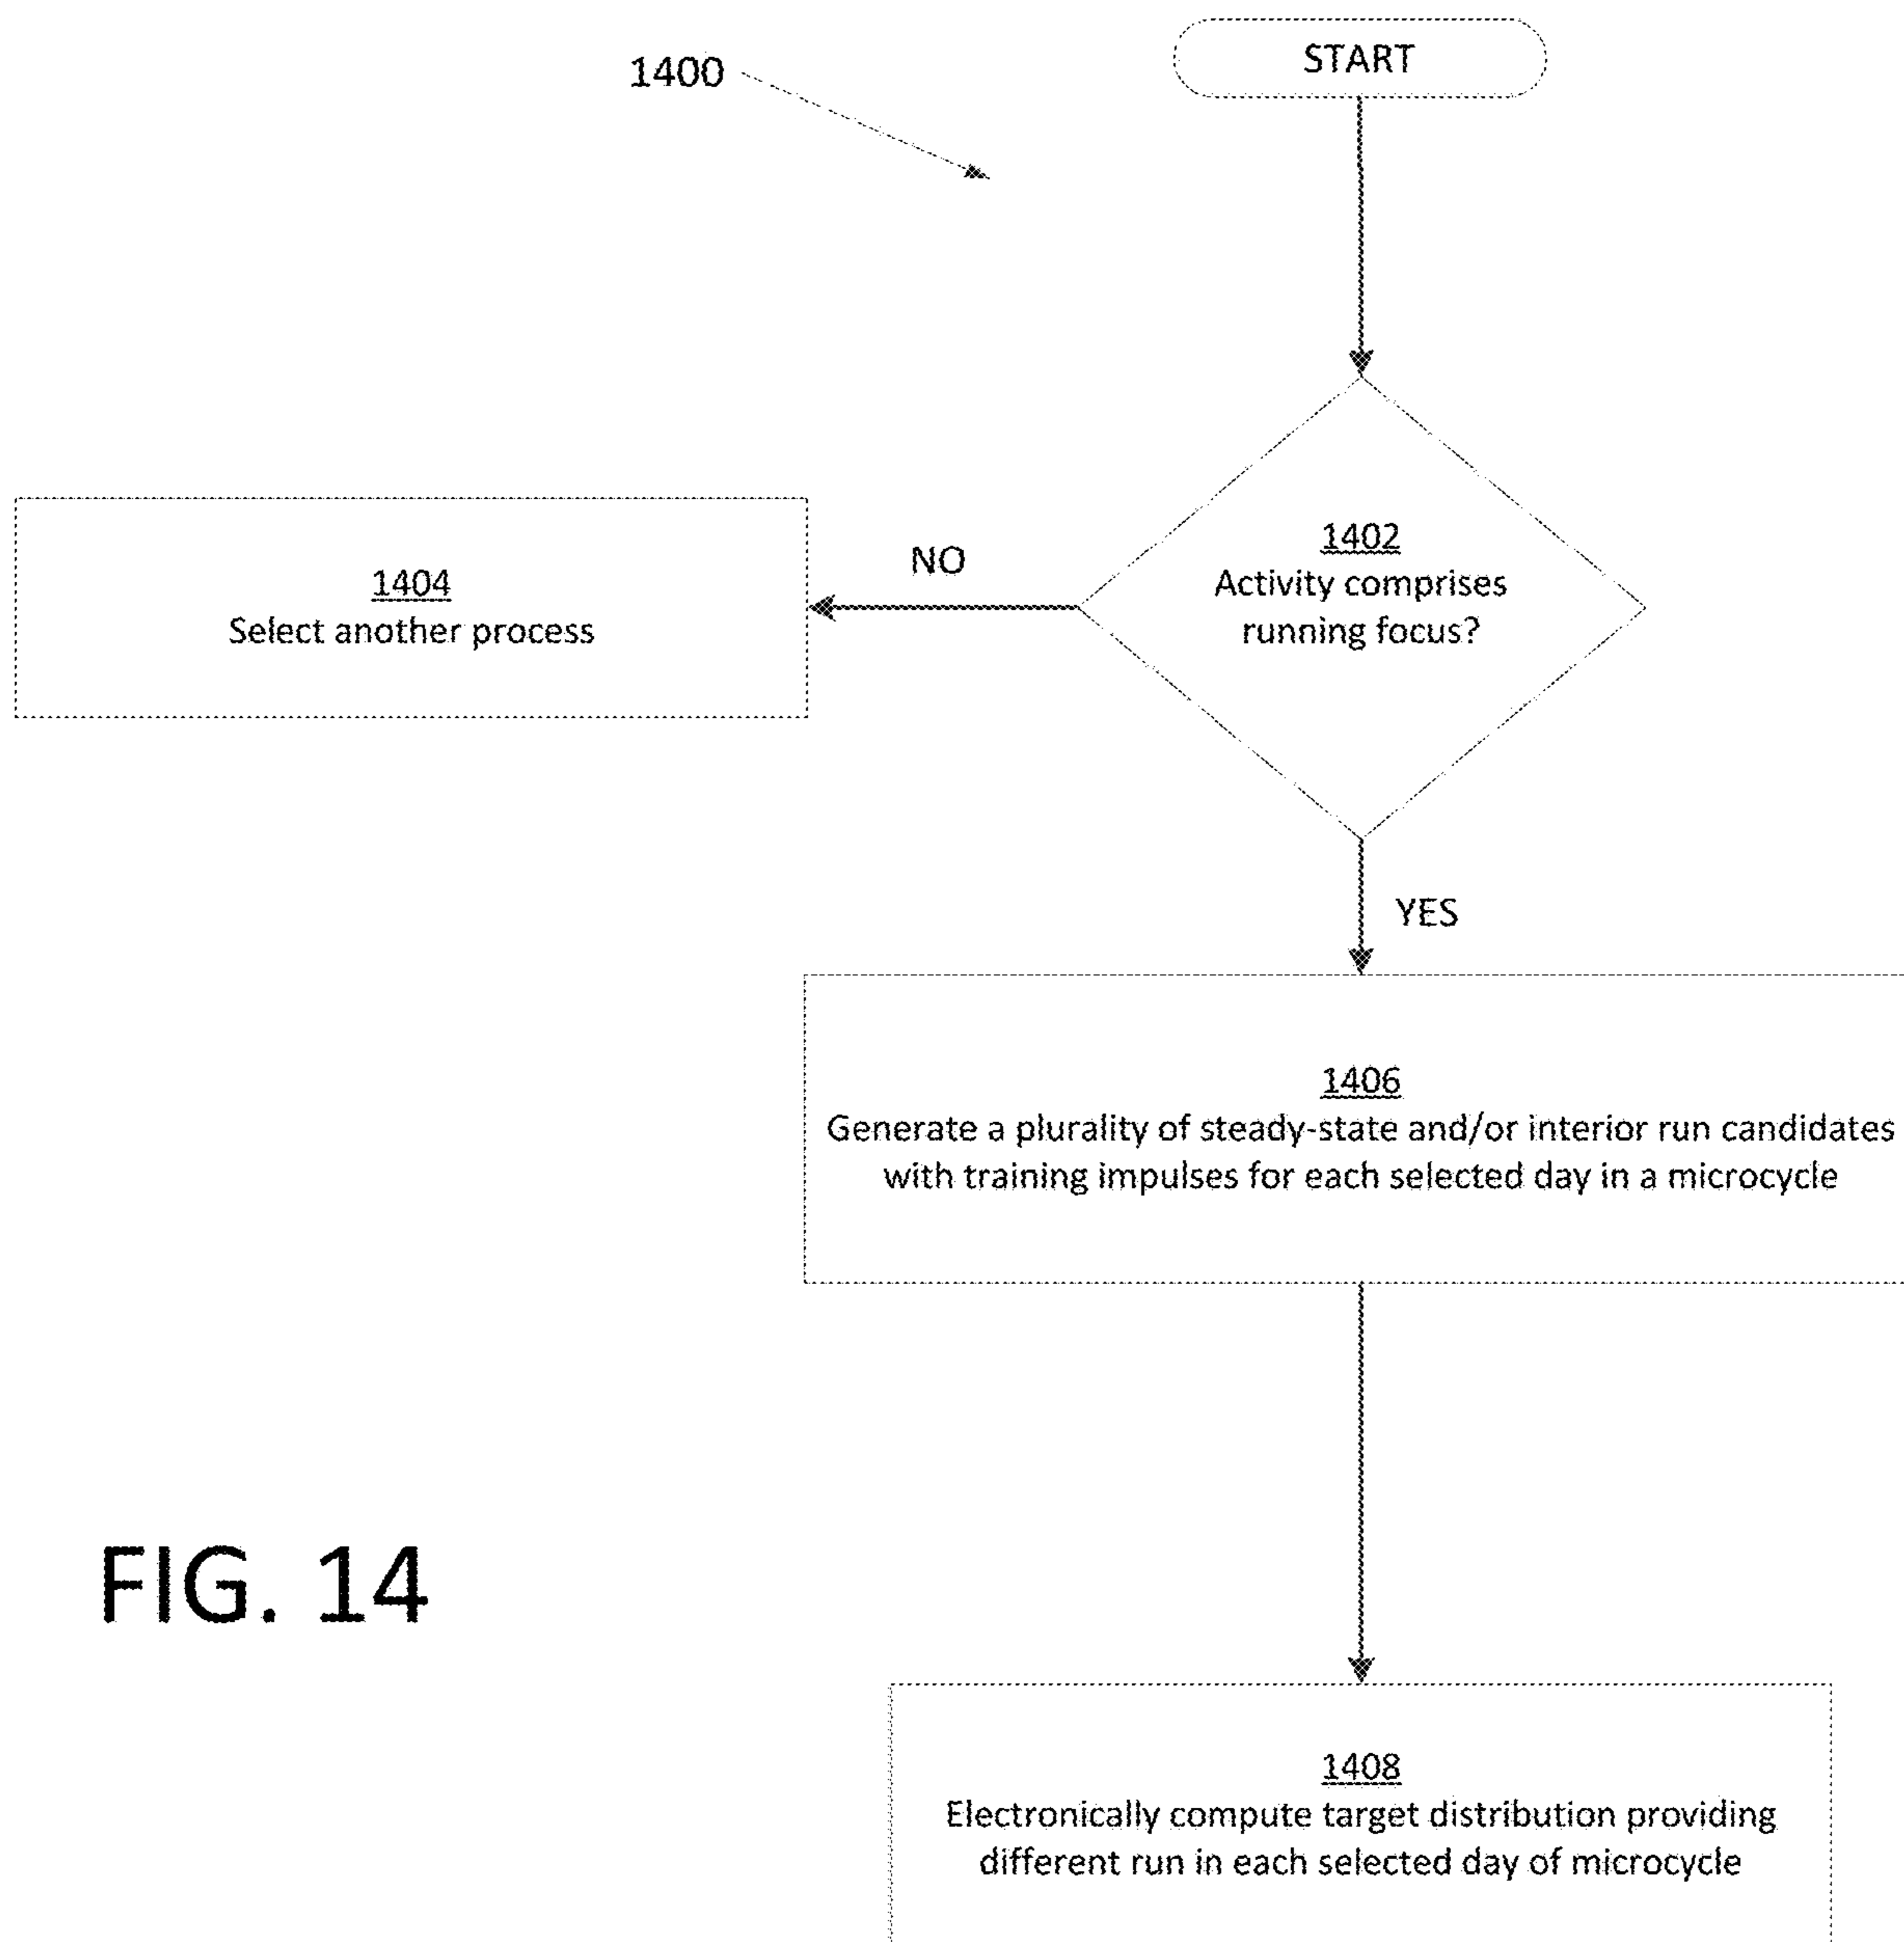 START
1400
1402
Activity comprises
running focus?
NO
1404
Select another process
YES
1406
Generate a plurality of steady-state and/or interior run candidates
with training impulses for each selected day in a microcycle
1408
Electronically compute target distribution providing
different run in each selected day of microcycle
FIG. 14